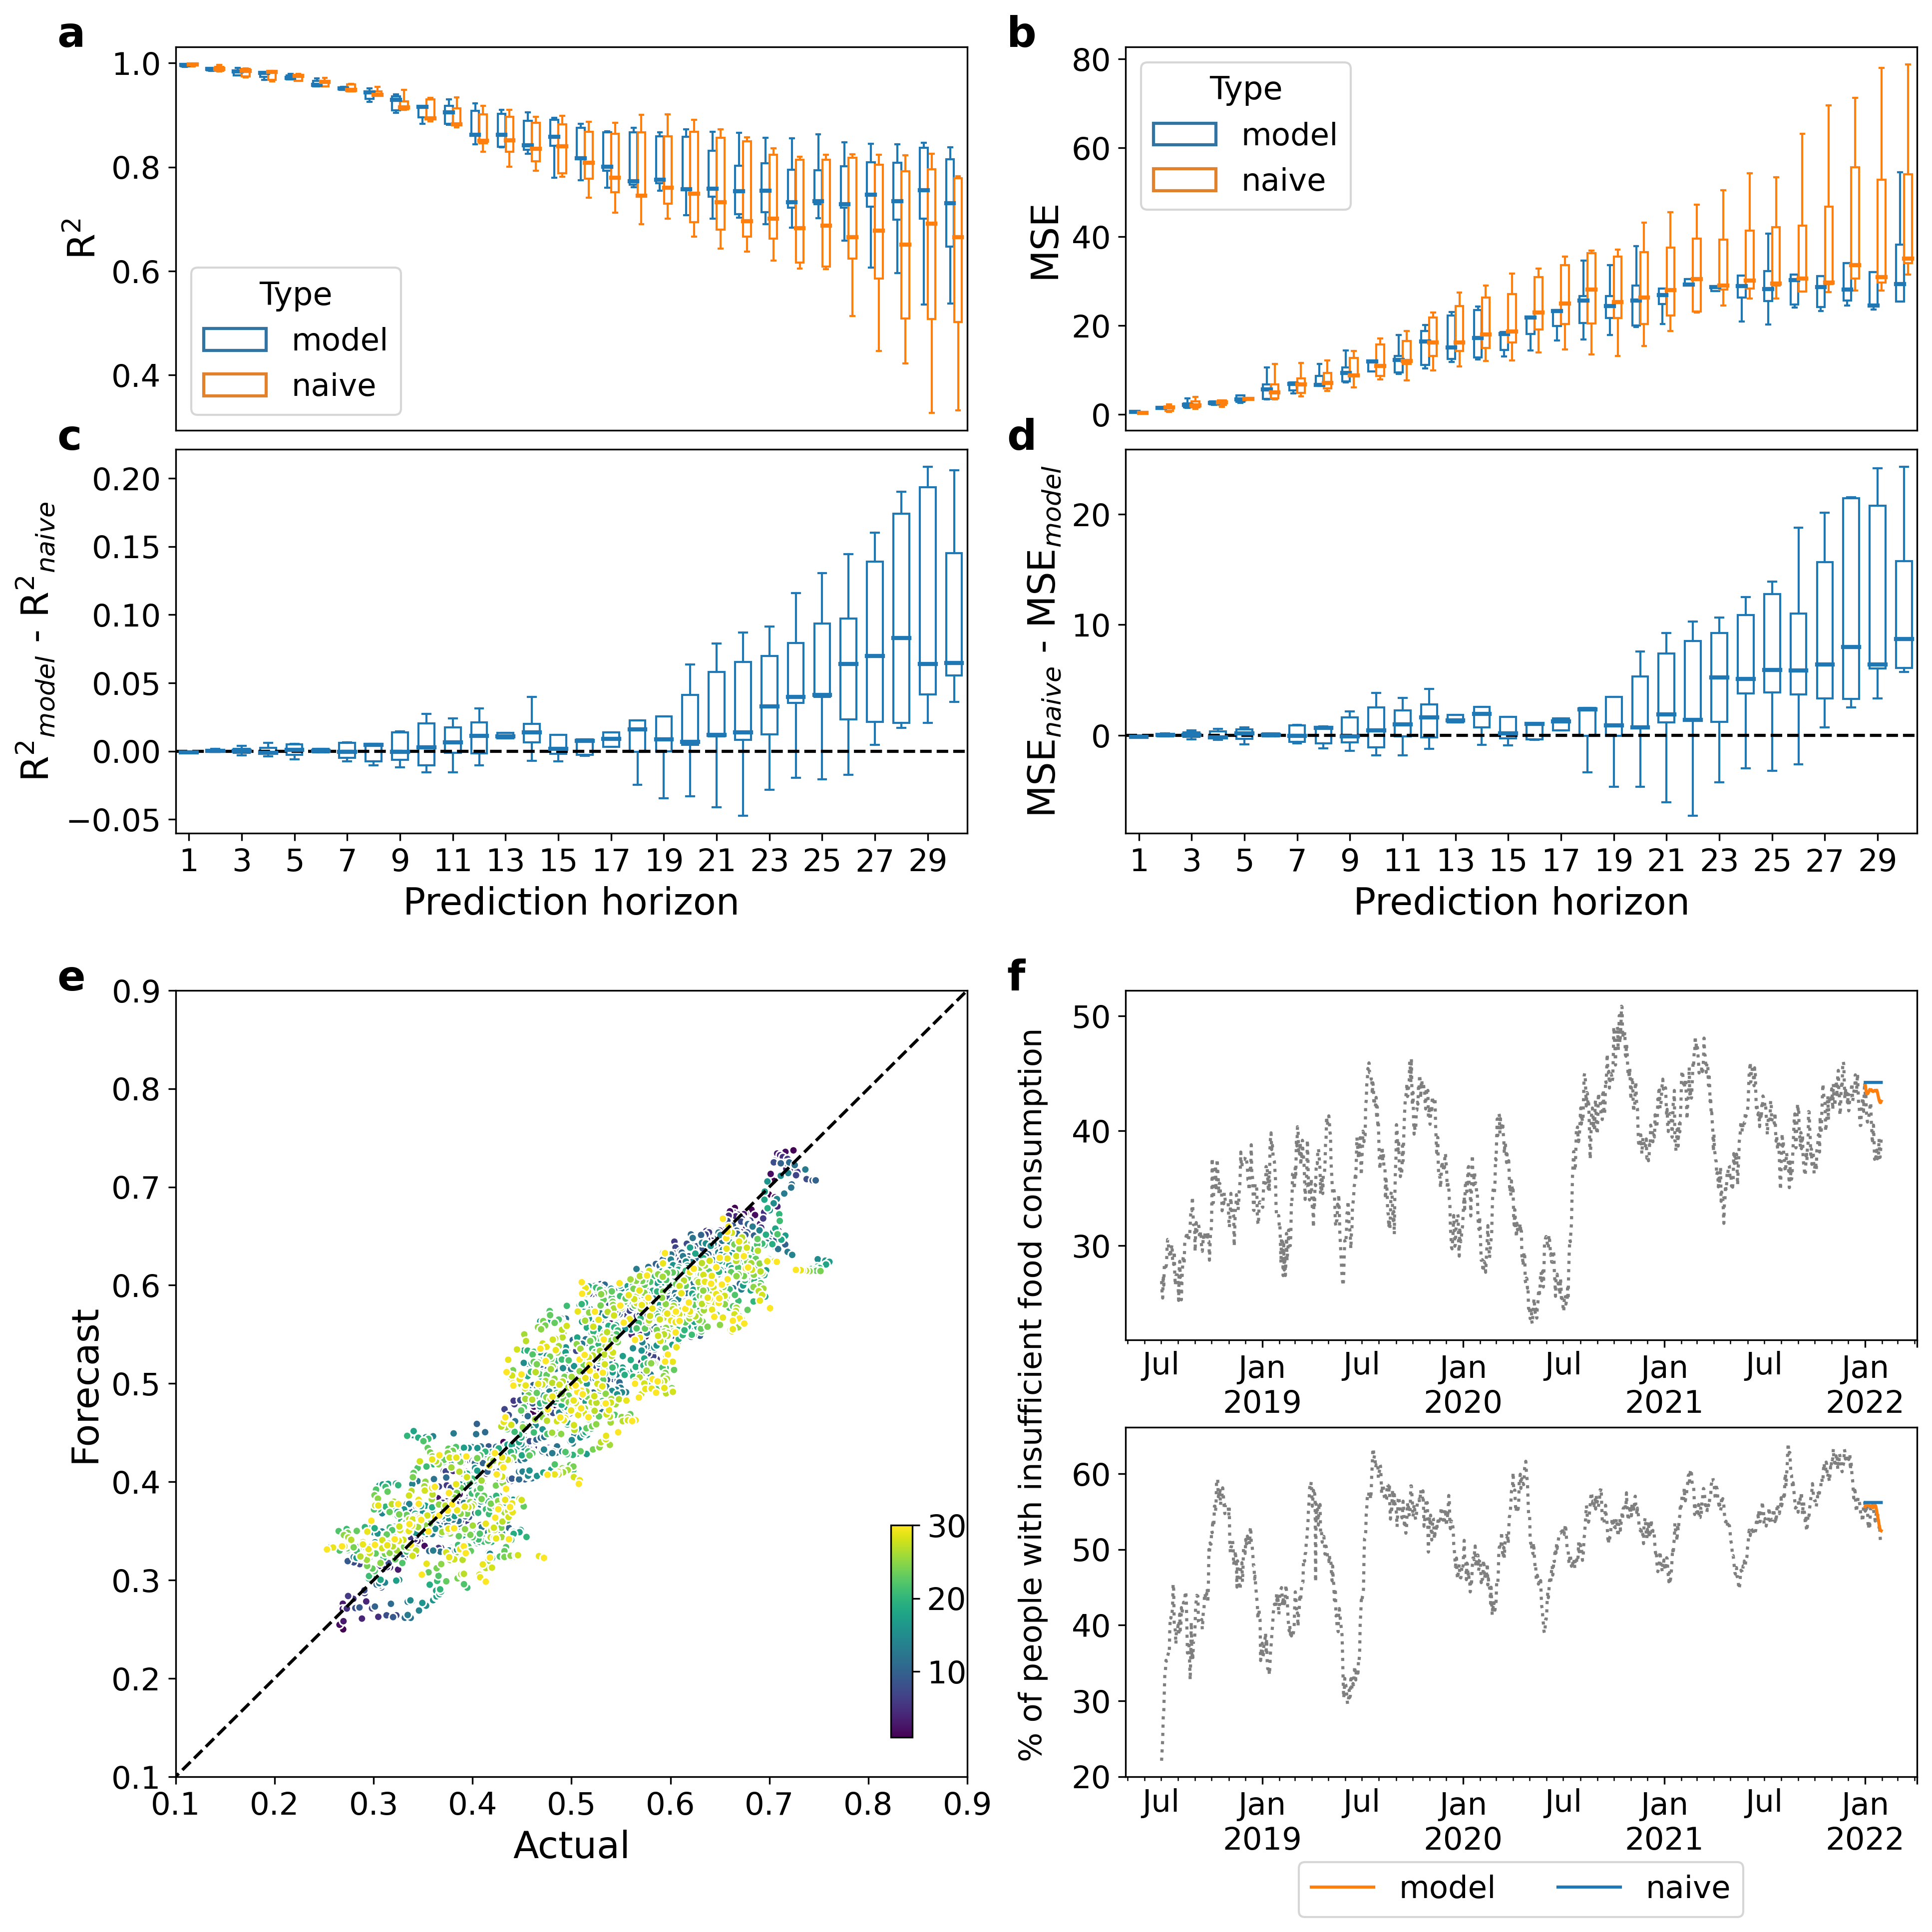 a
1.0
0.8
0.6
0.4
R2
Type
model
naive
b
80
60
40
20
0
MSE
Type
model
naive
c
0.20
0.15
0.10
0.05
0.00
−0.05
R2model - R2naive
1 3 5 7 9 11 13 15 17 19 21 23 25 27 29
Prediction horizon
d
20
10
0
MSEnaive - MSEmodel
1 3 5 7 9 11 13 15 17 19 21 23 25 27 29
Prediction horizon
e
0.9
0.8
0.7
0.6
0.5
0.4
0.3
0.2
0.1
Forecast
30
20
10
0.1 0.2 0.3 0.4 0.5 0.6 0.7 0.8 0.9
Actual
f
% of people with insufficient food consumption
50
40
30
Jul Jan Jul Jan Jul Jan Jul Jan
2019 2020 2021 2022
60
50
40
30
20
Jul Jan Jul Jan Jul Jan Jul Jan
2019 2020 2021 2022
model naive